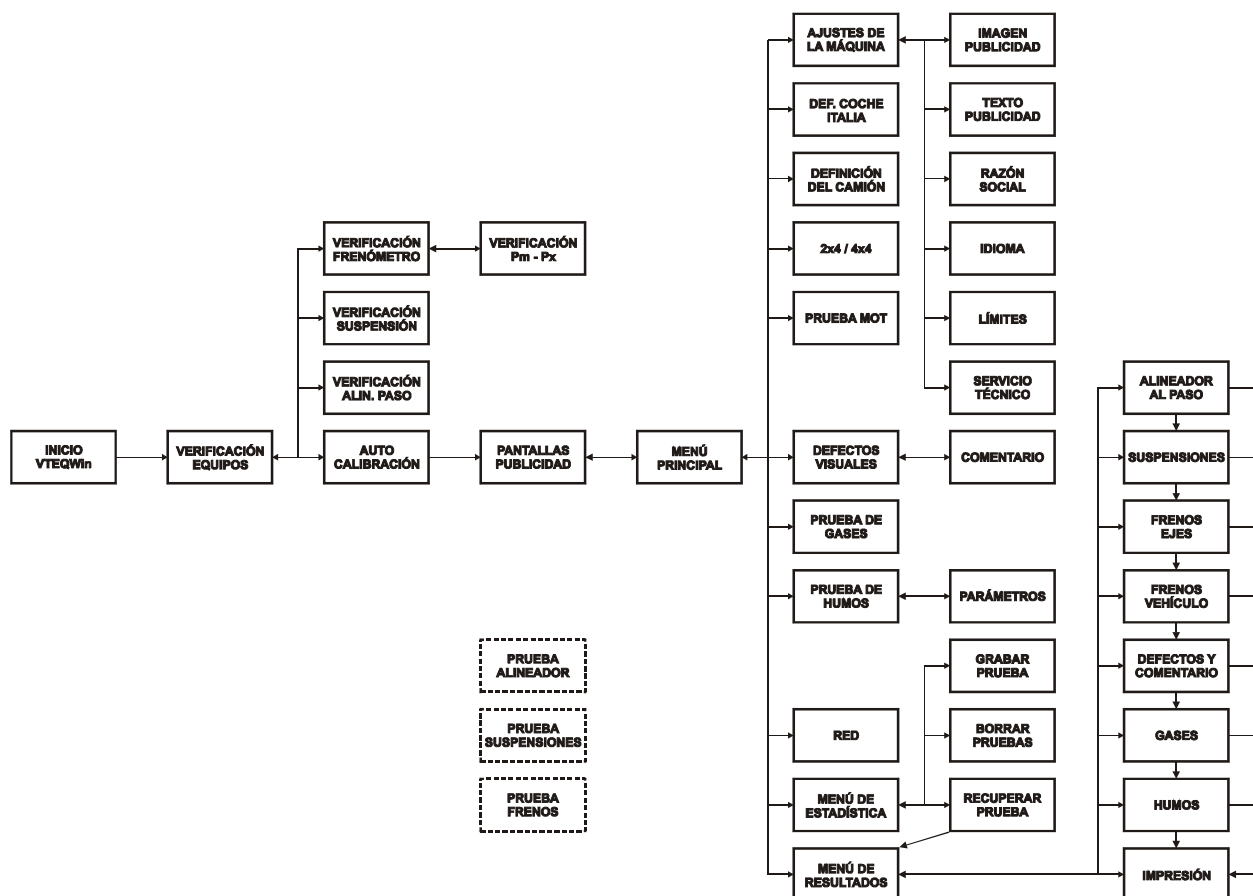 AJUSTES DE
LA MÁQUINA
IMAGEN
PUBLICIDAD
DEF. COCHE
ITALIA
TEXTO
PUBLICIDAD
DEFINICIÓN
DEL CAMIÓN
RAZÓN
SOCIAL
VERIFICACIÓN
FRENÓMETRO
VERIFICACIÓN
Pm - Px
2x4 / 4x4
IDIOMA
VERIFICACIÓN
SUSPENSIÓN
PRUEBA MOT
LÍMITES
VERIFICACIÓN
ALIN. PASO
SERVICIO
TÉCNICO
ALINEADOR
AL PASO
INICIO
VTEQWin
VERIFICACIÓN
EQUIPOS
AUTO
CALIBRACIÓN
PANTALLAS
PUBLICIDAD
MENÚ
PRINCIPAL
DEFECTOS
VISUALES
COMENTARIO
SUSPENSIONES
PRUEBA DE
GASES
FRENOS
EJES
PRUEBA DE
HUMOS
PARÁMETROS
FRENOS
VEHÍCULO
PRUEBA
ALINEADOR
GRABAR
PRUEBA
DEFECTOS Y
COMENTARIO
PRUEBA
SUSPENSIONES
RED
BORRAR
PRUEBAS
GASES
PRUEBA
FRENOS
MENÚ DE
ESTADÍSTICA
RECUPERAR
PRUEBA
HUMOS
MENÚ DE
RESULTADOS
IMPRESIÓN